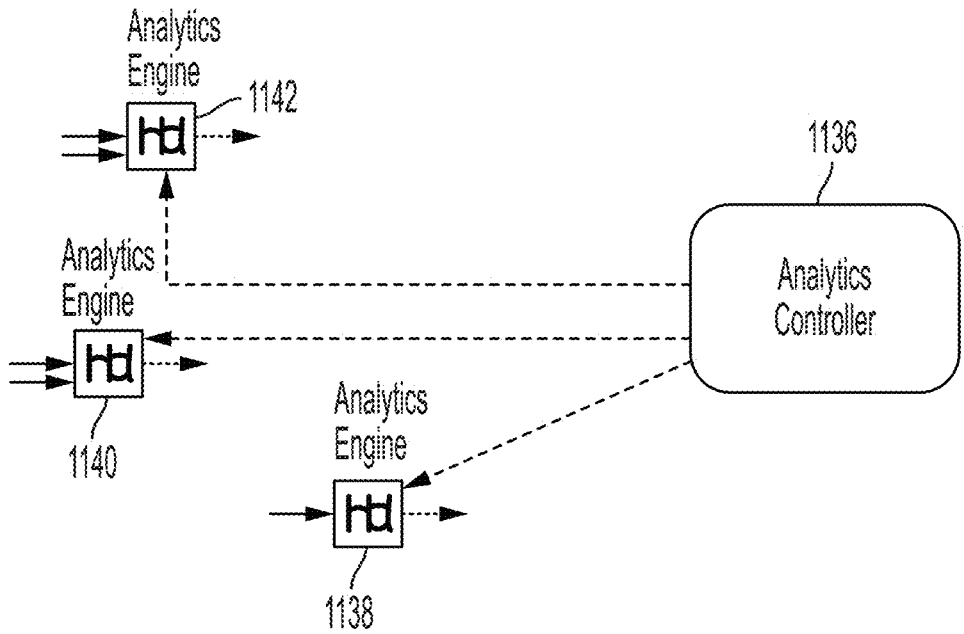 Analytics
Engine
1142
1136
Analytics
Engine
Analytics
Controller
1140
Analytics
Engine
1138